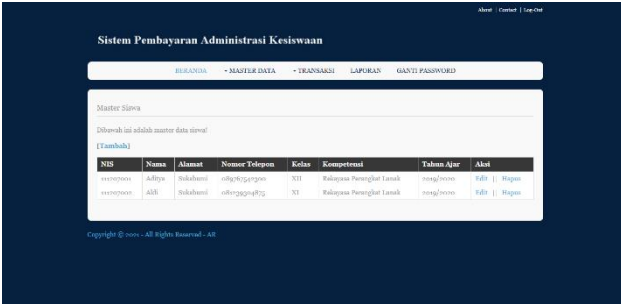 About | Contact | Log-Out
Sistem Pembayaran Administrasi Kesiswaan
BERANDA MASTER DATA TRANSAKSI LAPORAN GANTI PASSWORD
Master Siswa
Dibawah ini adalah master data siswa!
[Tambah]
NIS Nama Alamat Nomor Telepon Kelas Kompetensi Tahun Ajar Aksi
Aditya Sukabumi XII Rekayasa Perangkat Lunak 2019/2020 Edit || Hapus
Aldi Sukabumi XI Rekayasa Perangkat Lunak 2019/2020 Edit || Hapus
Copyright © - All Rights Reserved -